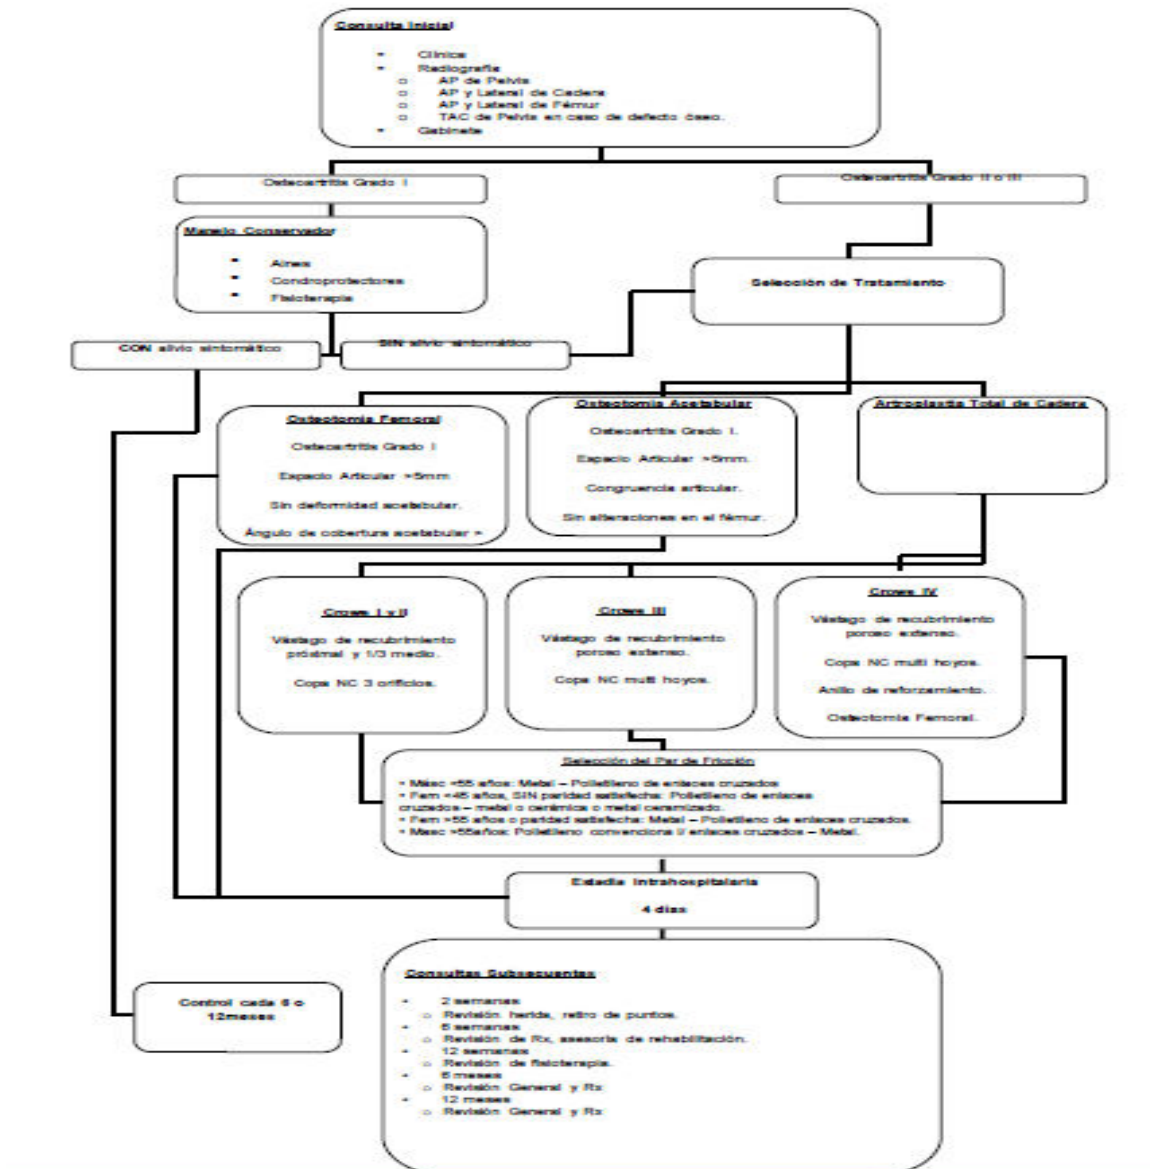 Consulta Inicial
• Clínica
• Radiografía
o AP de Pelvis
o AP y Lateral de Cadera
o AP y Lateral de Fémur
o TAC de Pelvis en caso de defecto óseo.
• Gabinete
Osteoartritis Grado I
Osteoartritis Grado II o III
Manejo Conservador
• Aines
• Condroprotectores
• Fisioterapia
Selección de Tratamiento
CON alivio sintomático
SIN alivio sintomático
Osteotomía Femoral
Osteoartritis Grado I
Espacio Articular >5mm
Sin deformidad acetabular.
Ángulo de cobertura acetabular >
Osteotomía Acetabular
Osteoartritis Grado I.
Espacio Articular >5mm.
Congruencia articular.
Sin alteraciones en el fémur.
Artroplastia Total de Cadera
Crowe I y II
Vástago de recubrimiento
próximal y 1/3 medio.
Copa NC 3 orificios.
Crowe III
Vástago de recubrimiento
poroso extenso.
Copa NC multi hoyos.
Crowe IV
Vástago de recubrimiento
poroso extenso.
Copa NC multi hoyos.
Anillo de reforzamiento.
Osteotomía Femoral.
Selección del Par de Fricción
• Masc <55 años: Metal – Polietileno de enlaces cruzados
• Fem <45 años, SIN paridad satisfecha: Polietileno de enlaces
cruzados – metal o cerámica o metal ceramizado.
• Fem >55 años o paridad satisfecha: Metal – Polietileno de enlaces cruzados.
• Masc >55años: Polietileno convencional/ enlaces cruzados – Metal.
Estadía Intrahospitalaria
4 días
Consultas Subsecuentes
• 2 semanas
o Revisión herida, retiro de puntos.
• 6 semanas
o Revisión de Rx, asesoría de rehabilitación.
• 12 semanas
o Revisión de fisioterapia.
• 6 meses
o Revisión General y Rx
• 12 meses
o Revisión General y Rx
Control cada 6 o
12meses